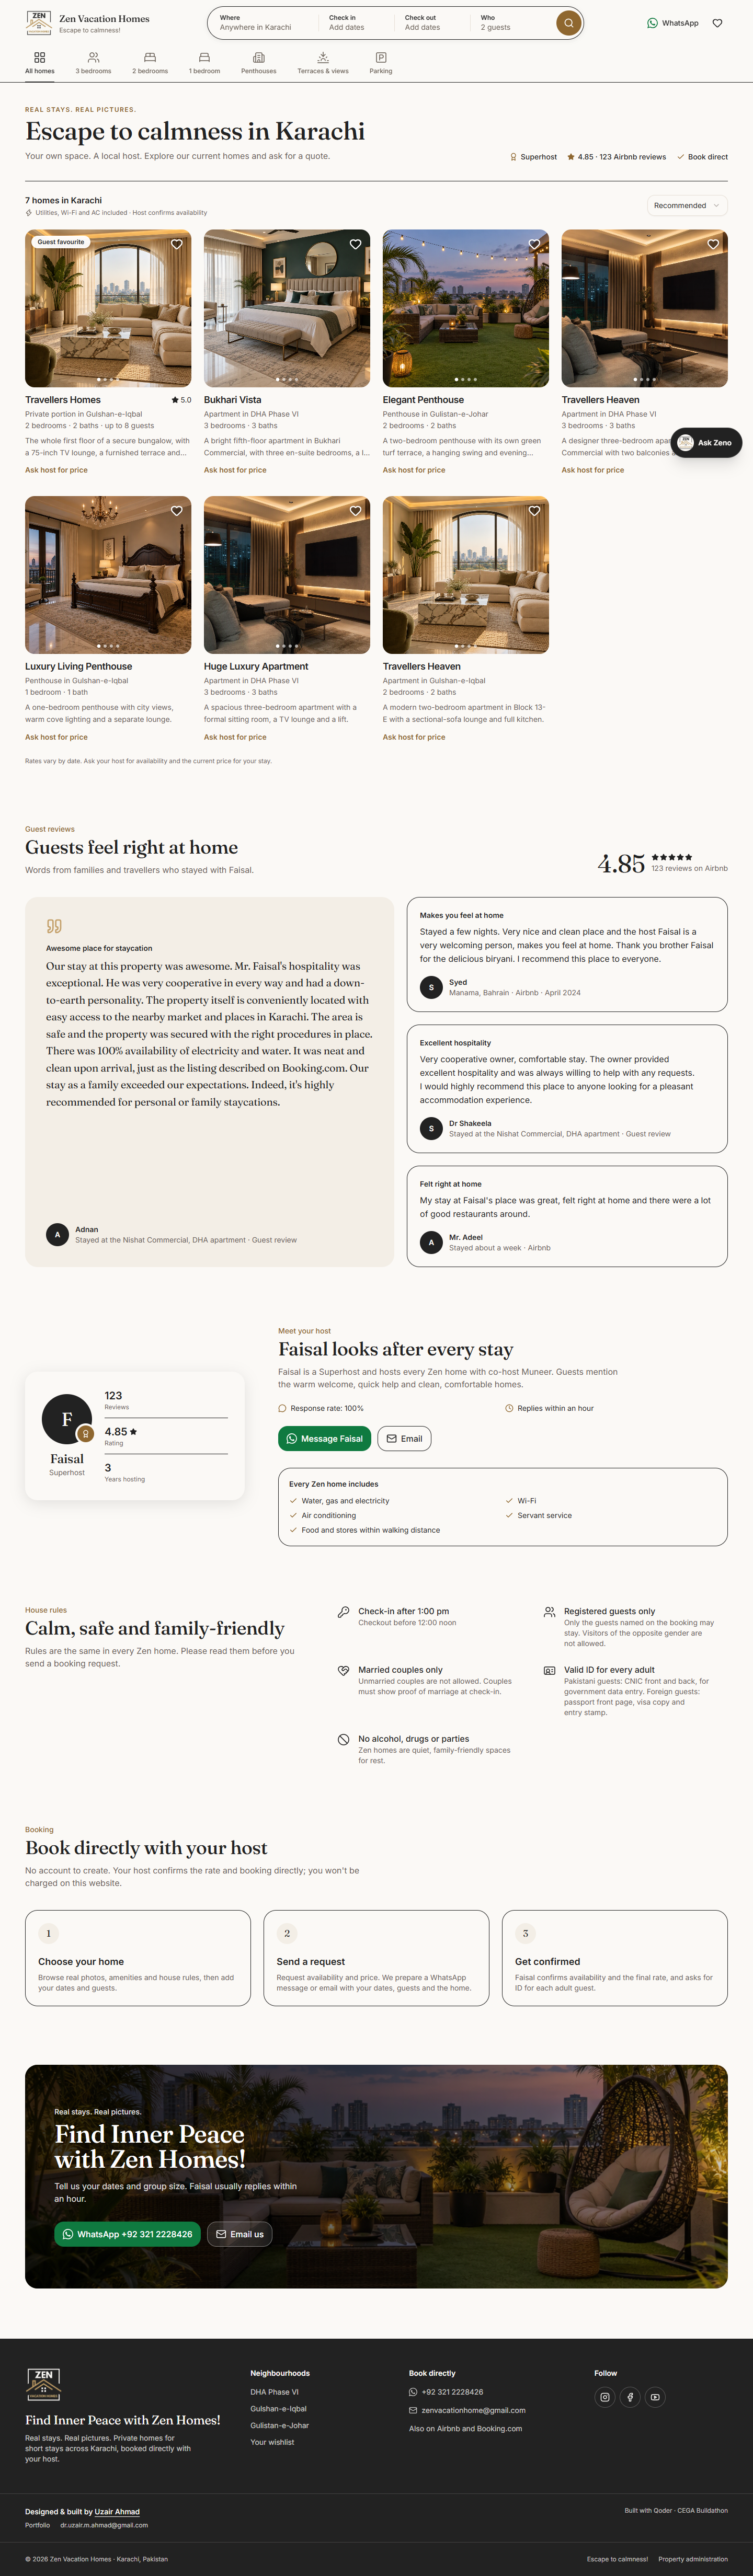 ZEN
VACATION HOMES
Zen Vacation Homes
Escape to calmness!
Where
Anywhere in Karachi
Check in
Add dates
Check out
Add dates
Who
2 guests
WhatsApp
All homes
3 bedrooms
2 bedrooms
1 bedroom
Penthouses
Terraces & views
Parking
REAL STAYS. REAL PICTURES.
Escape to calmness in Karachi
Your own space. A local host. Explore our current homes and ask for a quote.
Superhost
4.85 · 123 Airbnb reviews
Book direct
7 homes in Karachi
Utilities, Wi-Fi and AC included · Host confirms availability
Recommended
Guest favourite
Travellers Homes
5.0
Private portion in Gulshan-e-Iqbal
2 bedrooms · 2 baths · up to 8 guests
The whole first floor of a secure bungalow, with
a 75-inch TV lounge, a furnished terrace and...
Ask host for price
Bukhari Vista
Apartment in DHA Phase VI
3 bedrooms · 3 baths
A bright fifth-floor apartment in Bukhari
Commercial, with three en-suite bedrooms, a l...
Ask host for price
Elegant Penthouse
Penthouse in Gulistan-e-Johar
2 bedrooms · 2 baths
A two-bedroom penthouse with its own green
turf terrace, a hanging swing and evening...
Ask host for price
Travellers Heaven
Apartment in DHA Phase VI
3 bedrooms · 3 baths
A designer three-bedroom
Commercial with two balconies
Ask host for price
Ask Zeno
Luxury Living Penthouse
Penthouse in Gulshan-e-Iqbal
1 bedroom · 1 bath
A one-bedroom penthouse with city views,
warm cove lighting and a separate lounge.
Ask host for price
Huge Luxury Apartment
Apartment in DHA Phase VI
3 bedrooms · 3 baths
A spacious three-bedroom apartment with a
formal sitting room, a TV lounge and a lift.
Ask host for price
Travellers Heaven
Apartment in Gulshan-e-Iqbal
2 bedrooms · 2 baths
A modern two-bedroom apartment in Block 13-
E with a sectional-sofa lounge and full kitchen.
Ask host for price
Rates vary by date. Ask your host for availability and the current price for your stay.
Guest reviews
Guests feel right at home
Words from families and travellers who stayed with Faisal.
4.85
123 reviews on Airbnb
Awesome place for staycation
Our stay at this property was awesome. Mr. Faisal's hospitality was
exceptional. He was very cooperative in every way and had a down-
to-earth personality. The property itself is conveniently located with
easy access to the nearby market and places in Karachi. The area is
safe and the property was secured with the right procedures in place.
There was 100% availability of electricity and water. It was neat and
clean upon arrival, just as the listing described on Booking.com. Our
stay as a family exceeded our expectations. Indeed, it's highly
recommended for personal or family staycations.
A
Adnan
Stayed at the Nishat Commercial, DHA apartment · Guest review
Makes you feel at home
Stayed a few nights. Very nice and clean place and the host Faisal is a
very welcoming person, makes you feel at home. Thank you brother Faisal
for the delicious biryani. I recommend this place to everyone.
S
Syed
Manama, Bahrain · Airbnb · April 2024
Excellent hospitality
Very cooperative owner, comfortable stay. The owner provided
excellent hospitality and was always willing to help with any requests.
I would highly recommend this place to anyone looking for a pleasant
accommodation experience.
S
Dr Shakeela
Stayed at the Nishat Commercial, DHA apartment · Guest review
Felt right at home
My stay at Faisal's place was great, felt right at home and there were a lot
of good restaurants around.
A
Mr. Adeel
Stayed about a week · Airbnb
F
Faisal
Superhost
123
Reviews
4.85
Rating
3
Years hosting
Meet your host
Faisal looks after every stay
Faisal is a Superhost and hosts every Zen home with co-host Muneer. Guests mention
the warm welcome, quick help and clean, comfortable homes.
Response rate: 100%
Replies within an hour
Message Faisal
Email
Every Zen home includes
Water, gas and electricity
Wi-Fi
Air conditioning
Servant service
Food and stores within walking distance
House rules
Calm, safe and family-friendly
Rules are the same in every Zen home. Please read them before you
send a booking request.
Check-in after 1:00 pm
Checkout before 12:00 noon
Registered guests only
Only the guests named on the booking may
stay. Visitors of the opposite gender are
not allowed.
Married couples only
Unmarried couples are not allowed. Couples
must show proof of marriage at check-in.
Valid ID for every adult
Pakistani guests: CNIC front and back, for
government data entry. Foreign guests:
passport front page, visa copy and
entry stamp.
No alcohol, drugs or parties
Zen homes are quiet, family-friendly spaces
for rest.
Booking
Book directly with your host
No account to create. Your host confirms the rate and booking directly; you won't be
charged on this website.
1
Choose your home
Browse real photos, amenities and house rules, then add
your dates and guests.
2
Send a request
Request availability and price. We prepare a WhatsApp
message or email with your dates, guests and the home.
3
Get confirmed
Faisal confirms availability and the final rate, and asks for
ID for each adult guest.
Real stays. Real pictures.
Find Inner Peace
with Zen Homes!
Tell us your dates and group size. Faisal usually replies within
an hour.
WhatsApp +92 321 2228426
Email us
ZEN
VACATION HOMES
Find Inner Peace with Zen Homes!
Real stays. Real pictures. Private homes for
short stays across Karachi, booked directly with
your host.
Neighbourhoods
DHA Phase VI
Gulshan-e-Iqbal
Gulistan-e-Johar
Your wishlist
Book directly
+92 321 2228426
zenvacationhome@gmail.com
Also on Airbnb and Booking.com
Follow
Designed & built by Uzair Ahmad
Portfolio
dr.uzair.m.ahmad@gmail.com
Built with Qoder · CEGA Buildathon
© 2026 Zen Vacation Homes · Karachi, Pakistan
Escape to calmness!
Property administration